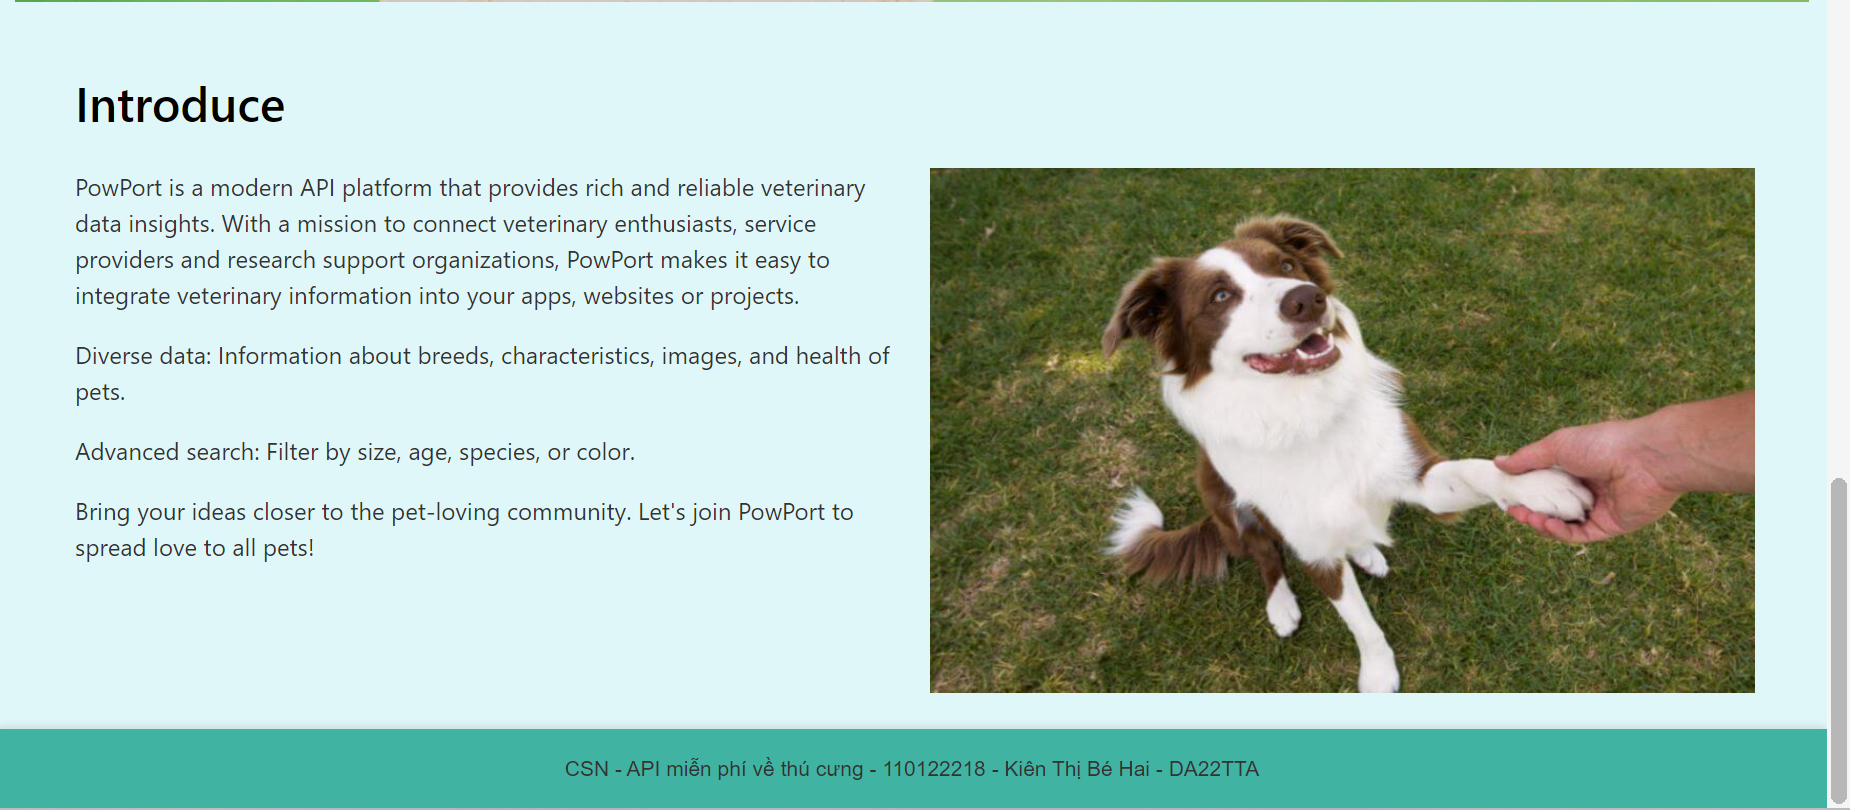 Introduce
PowPort is a modern API platform that provides rich and reliable veterinary
data insights. With a mission to connect veterinary enthusiasts, service
providers and research support organizations, PowPort makes it easy to
integrate veterinary information into your apps, websites or projects.
Diverse data: Information about breeds, characteristics, images, and health of
pets.
Advanced search: Filter by size, age, species, or color.
Bring your ideas closer to the pet-loving community. Let's join PowPort to
spread love to all pets!
CSN - API miễn phí về thú cưng - 110122218 - Kiên Thị Bé Hai - DA22TTA